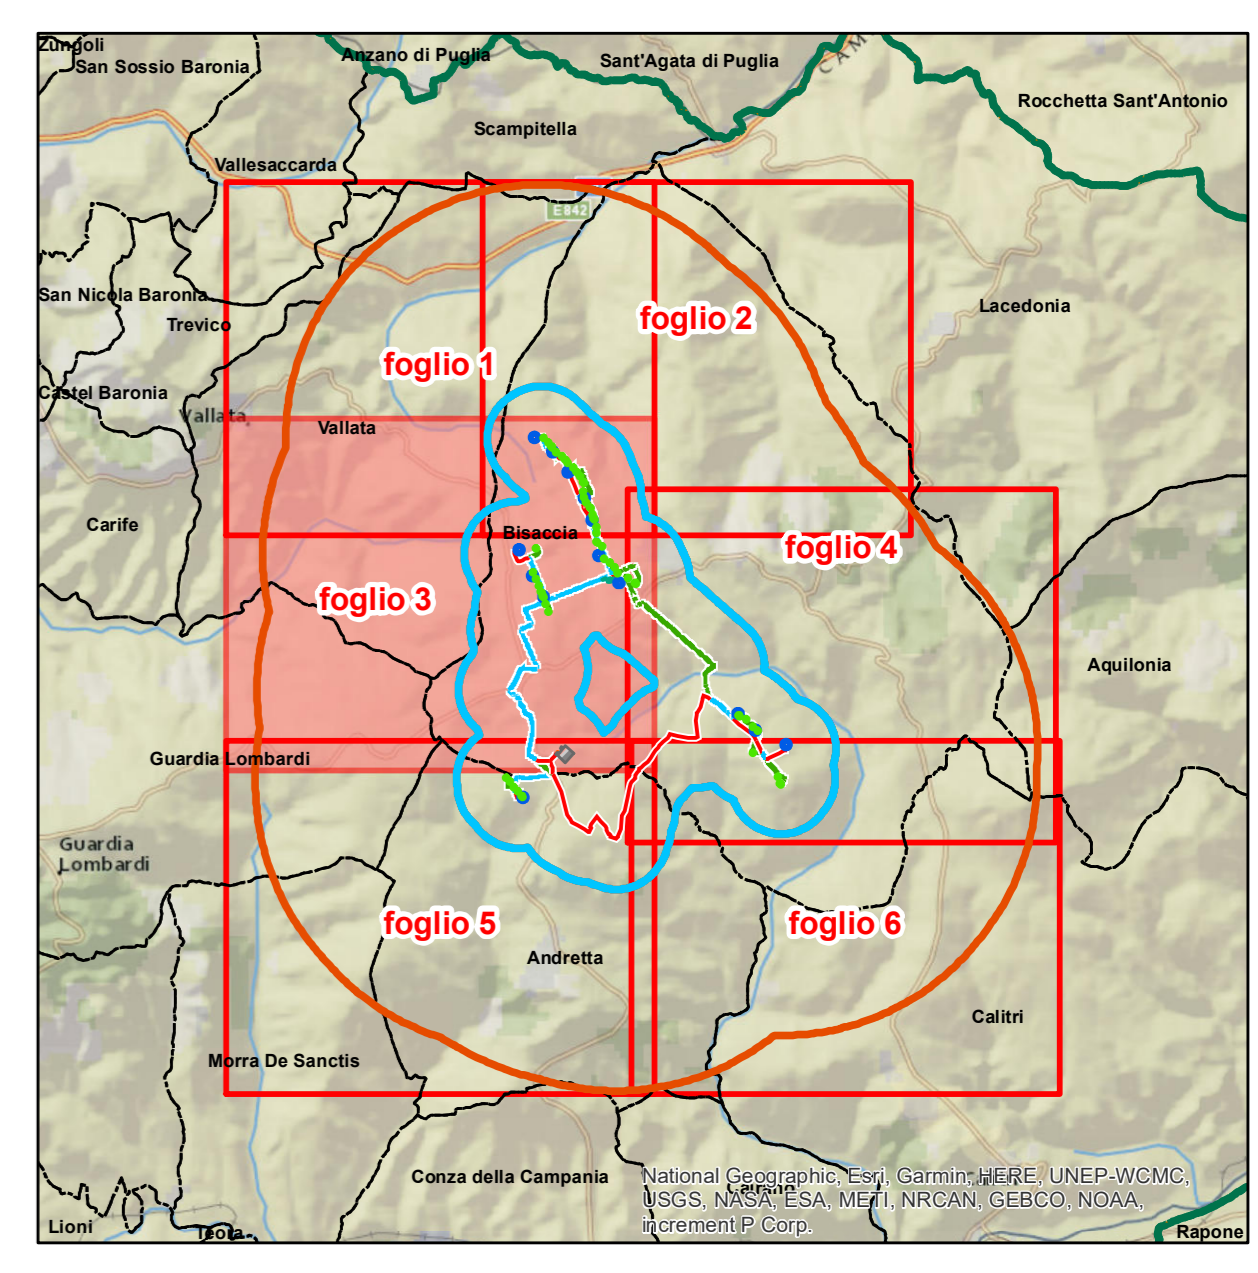 Zungoli
San Sossio Baronia
Anzano di Puglia
Sant'Agata di Puglia
Rocchetta Sant'Antonio
Scampitella
Vallesaccarda
E842
San Nicola Baronia
Trevico
Lacedonia
foglio 2
foglio 1
Castel Baronia
Vallata
Vallata
Carife
Bisaccia
foglio 4
foglio 3
Aquilonia
Guardia Lombardi
Guardia
Lombardi
foglio 5
foglio 6
Andretta
Calitri
Morra De Sanctis
Conza della Campania
National Geographic, Esri, Garmin, HERE, UNEP-WCMC,
USGS, NASA, ESA, METI, NRCAN, GEBCO, NOAA,
increment P Corp.
Cairano
Lioni
Teora
Rapone